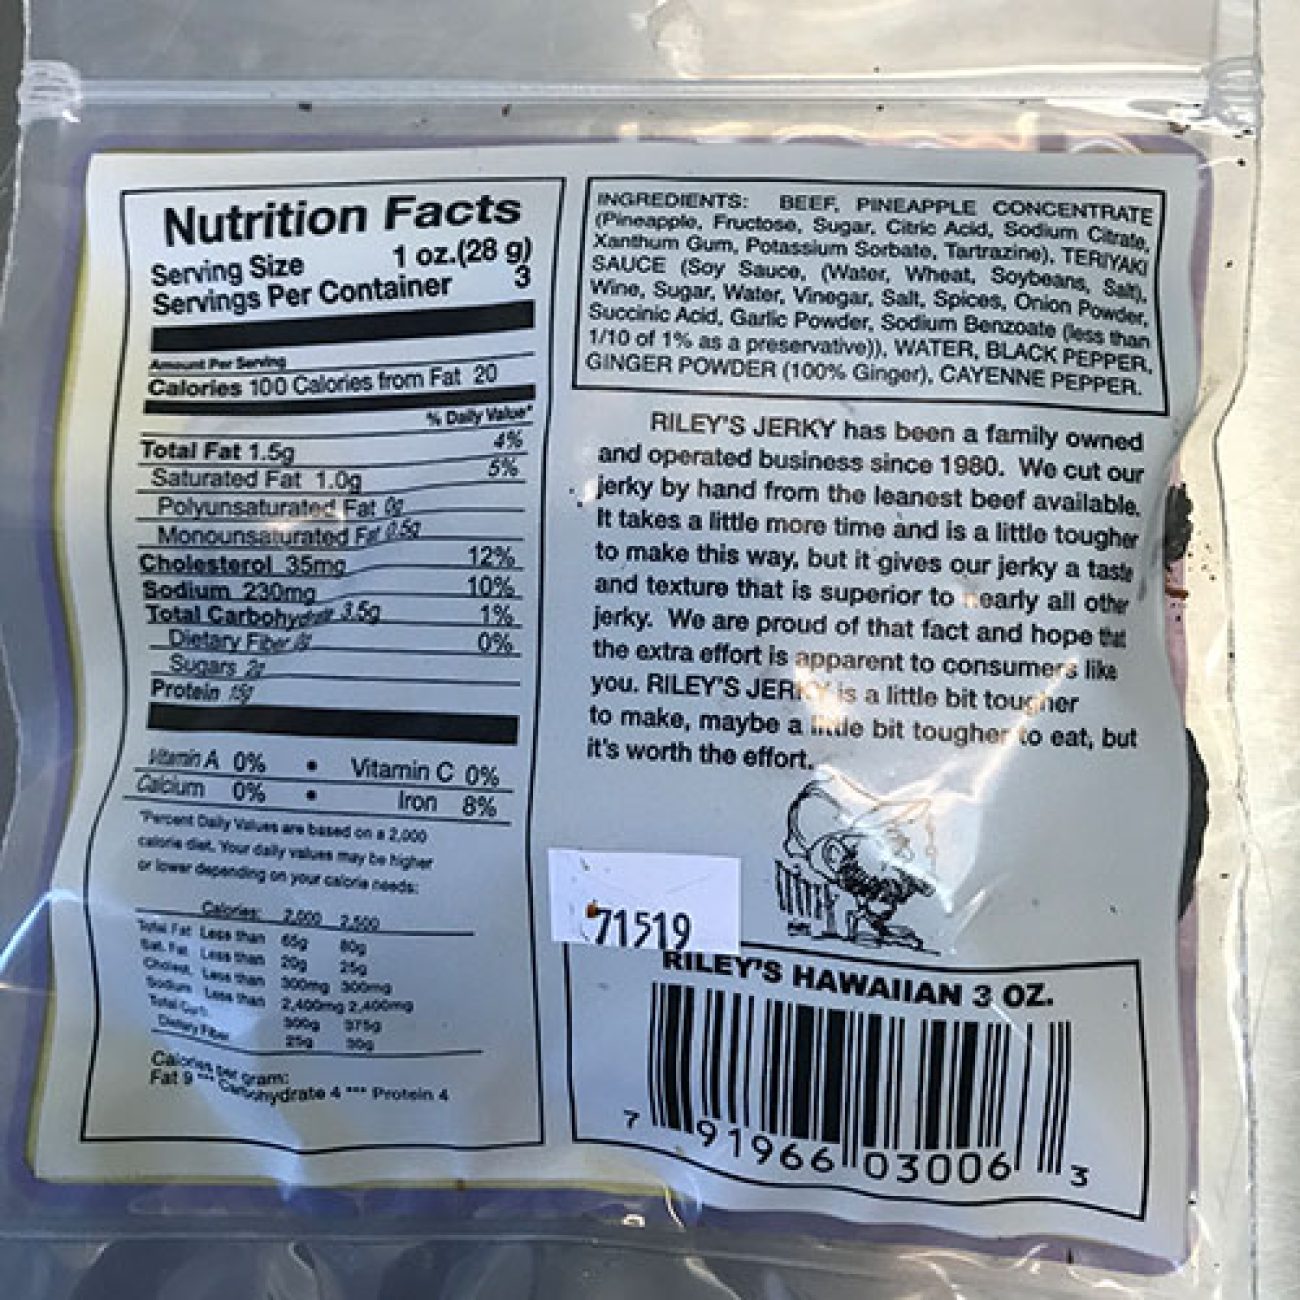 Nutrition Facts
Serving Size 1 oz.(28 g)
Servings Per Container 3
Amount Per Serving
Calories 100 Calories from Fat 20
% Daily Value*
Total Fat 1.5g 4%
Saturated Fat 1.0g 5%
Polyunsaturated Fat 0g
Monounsaturated Fat 0.5g
Cholesterol 35mg 12%
Sodium 230mg 10%
Total Carbohydrate 3.5g 1%
Dietary Fiber 0%
Sugars 2g
Protein 15g
Vitamin A 0% • Vitamin C 0%
Calcium 0% • Iron 8%
*Percent Daily Values are based on a 2,000
calorie diet. Your daily values may be higher
or lower depending on your calorie needs:
Calories: 2,000 2,500
Total Fat Less than 65g 80g
Sat. Fat Less than 20g 25g
Cholest. Less than 300mg 300mg
Sodium Less than 2,400mg 2,400mg
Total Carb. 300g 375g
Dietary Fiber 25g 30g
Calories per gram:
Fat 9 *** Carbohydrate 4 *** Protein 4
INGREDIENTS: BEEF, PINEAPPLE CONCENTRATE
(Pineapple, Fructose, Sugar, Citric Acid, Sodium Citrate,
Xanthum Gum, Potassium Sorbate, Tartrazine), TERIYAKI
SAUCE (Soy Sauce, (Water, Wheat, Soybeans, Salt),
Wine, Sugar, Water, Vinegar, Salt, Spices, Onion Powder,
Succinic Acid, Garlic Powder, Sodium Benzoate (less than
1/10 of 1% as a preservative)), WATER, BLACK PEPPER,
GINGER POWDER (100% Ginger), CAYENNE PEPPER.
RILEY'S JERKY has been a family owned
and operated business since 1980. We cut our
jerky by hand from the leanest beef available.
It takes a little more time and is a little tougher
to make this way, but it gives our jerky a taste
and texture that is superior to nearly all other
jerky. We are proud of that fact and hope that
the extra effort is apparent to consumers like
you. RILEY'S JERKY is a little bit tougher
to make, maybe a little bit tougher to eat, but
it's worth the effort.
71519
RILEY'S HAWAIIAN 3 OZ.
7 91966 03006 3